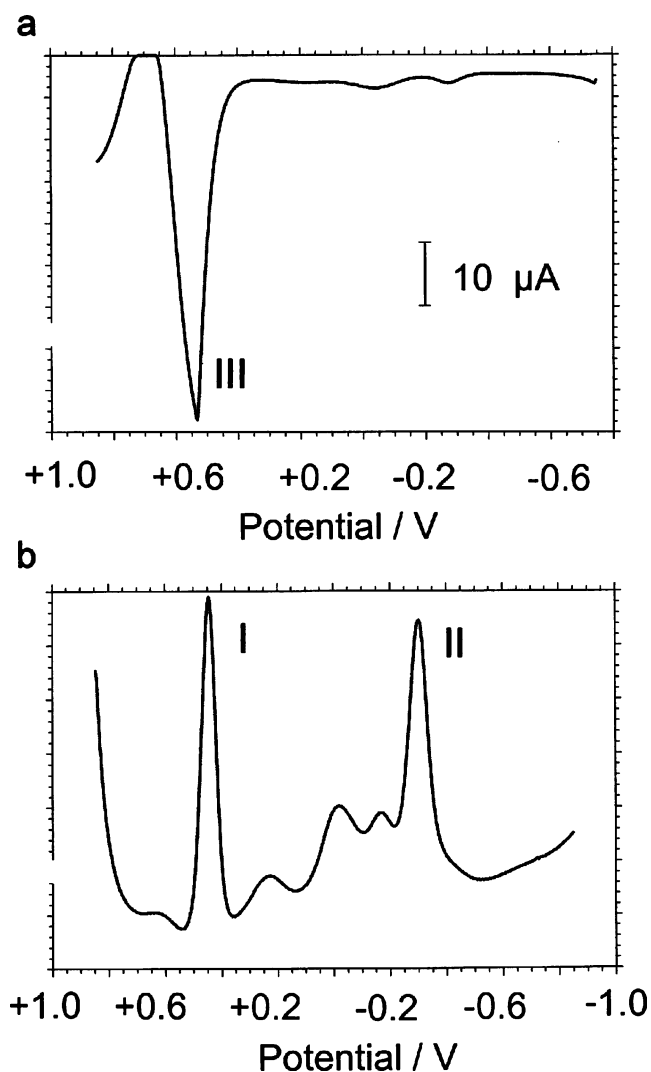 a
10 µA
III
+1.0 +0.6 +0.2 -0.2 -0.6
Potential / V
b
I
II
+1.0 +0.6 +0.2 -0.2 -0.6 -1.0
Potential / V